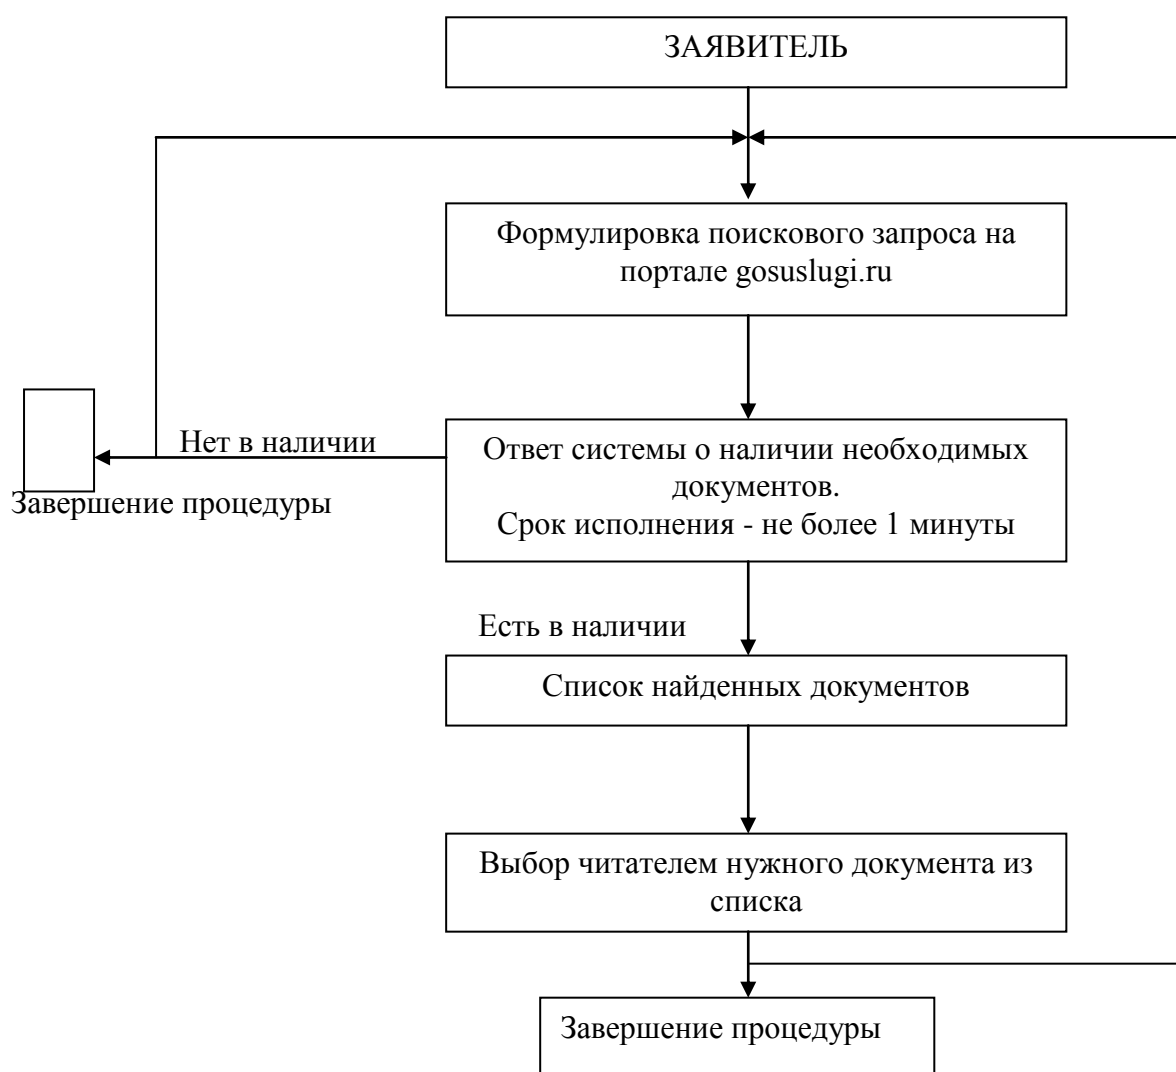 ЗАЯВИТЕЛЬ
Формулировка поискового запроса на
портале gosuslugi.ru
Нет в наличии
Завершение процедуры
Ответ системы о наличии необходимых
документов.
Срок исполнения - не более 1 минуты
Есть в наличии
Список найденных документов
Выбор читателем нужного документа из
списка
Завершение процедуры